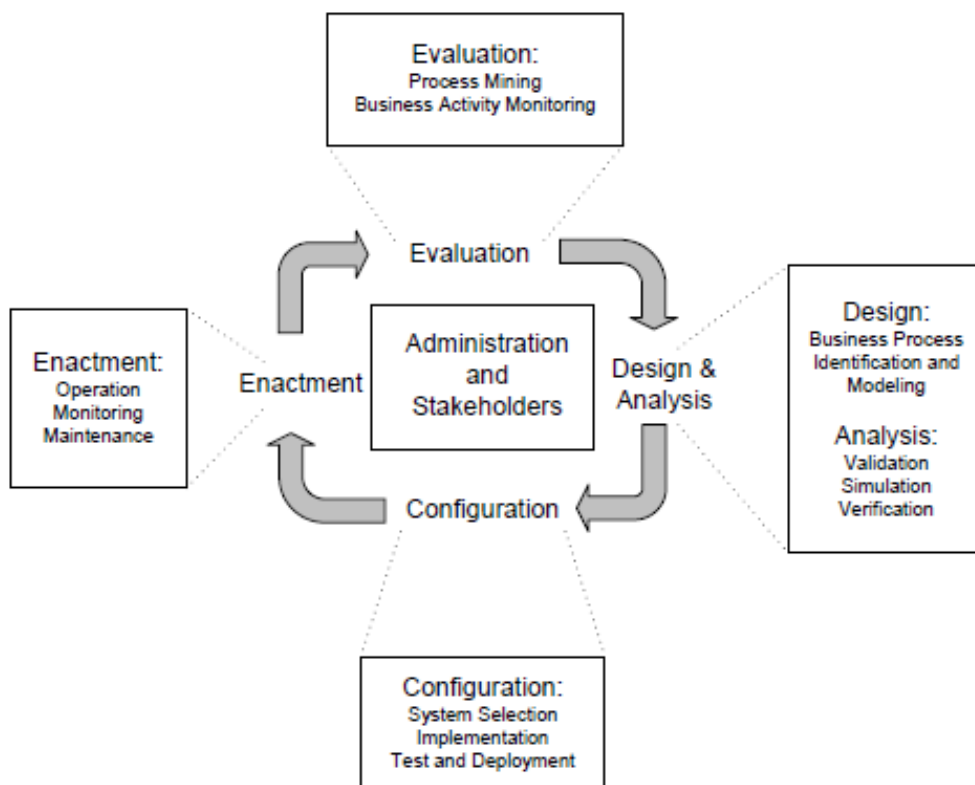 Evaluation:
Process Mining
Business Activity Monitoring
Evaluation
Administration
and
Stakeholders
Design &
Analysis
Design:
Business Process
Identification and
Modeling
Analysis:
Validation
Simulation
Verification
Enactment:
Operation
Monitoring
Maintenance
Enactment
Configuration
Configuration:
System Selection
Implementation
Test and Deployment